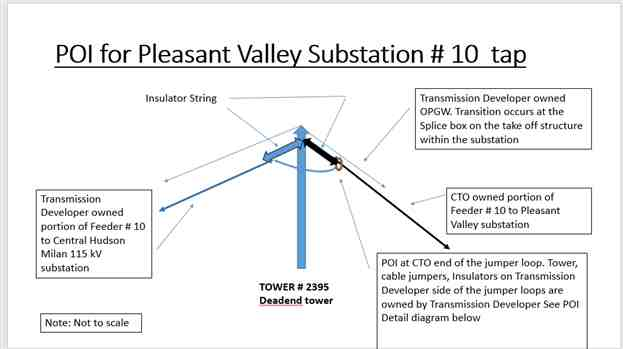 POI for Pleasant Valley Substation # 10 tap
Insulator String
Transmission Developer owned
OPGW. Transition occurs at the
Splice box on the take off structure
within the substation
Transmission
Developer owned
portion of Feeder # 10
to Central Hudson
Milan 115 kV
substation
CTO owned portion of
Feeder # 10 to Pleasant
Valley substation
POI at CTO end of the jumper loop. Tower,
cable jumpers, Insulators on Transmission
Developer side of the jumper loops are
owned by Transmission Developer See POI
Detail diagram below
TOWER # 2395
Deadend tower
Note: Not to scale